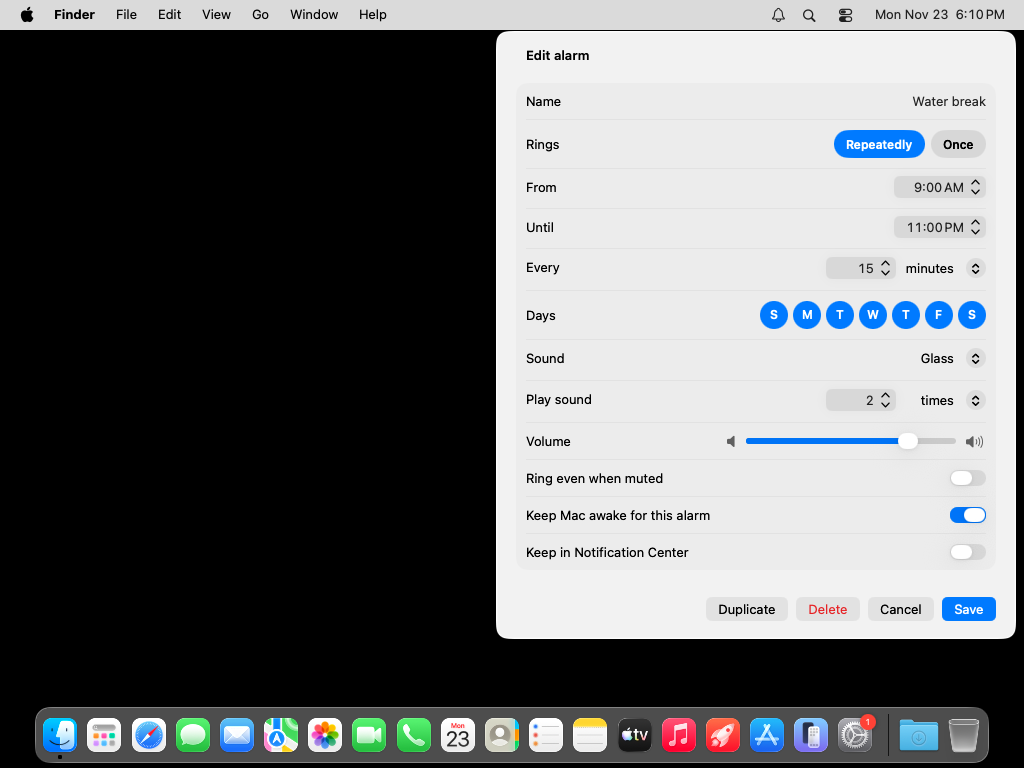 Finder File Edit View Go Window Help Mon Nov 23 6:10 PM
Edit alarm
Name Water break
Rings Repeatedly Once
From 9:00 AM
Until 11:00 PM
Every 15 minutes
Days S M T W T F S
Sound Glass
Play sound 2 times
Volume
Ring even when muted
Keep Mac awake for this alarm
Keep in Notification Center
Duplicate Delete Cancel Save
Mon
23
tv
1